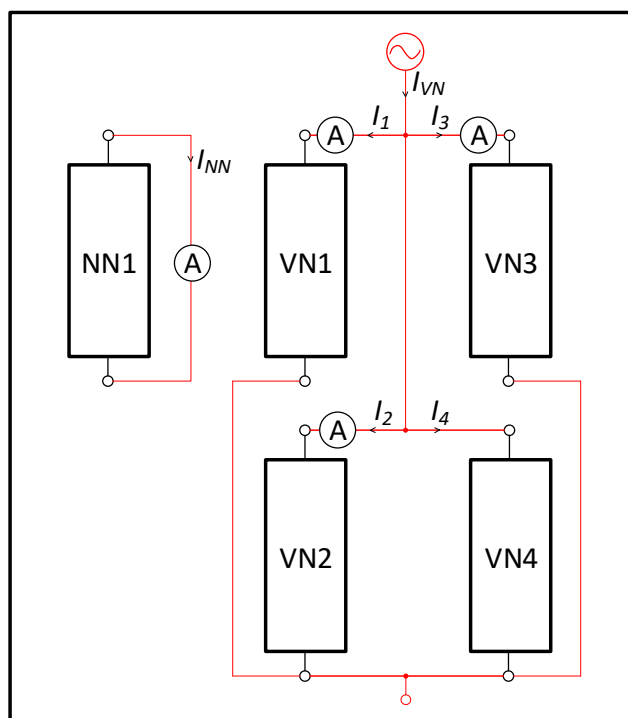 I_VN
I_1 I_3
A A
I_NN
NN1 A VN1 VN3
I_2 I_4
A
VN2 VN4